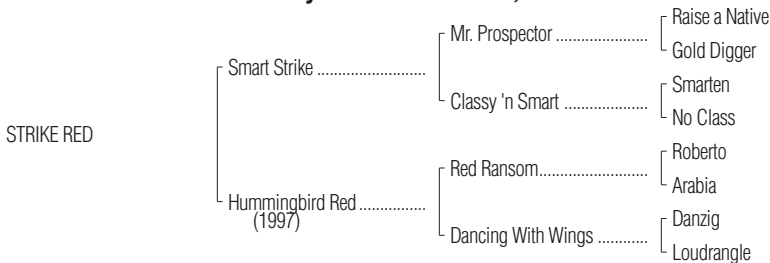 Raise a Native
Mr. Prospector ....................
Gold Digger
Smart Strike ..........................
Smarten
Classy 'n Smart ..................
No Class
STRIKE RED
Roberto
Red Ransom..........................
Arabia
Hummingbird Red ................
(1997)
Danzig
Dancing With Wings ............
Loudrangle